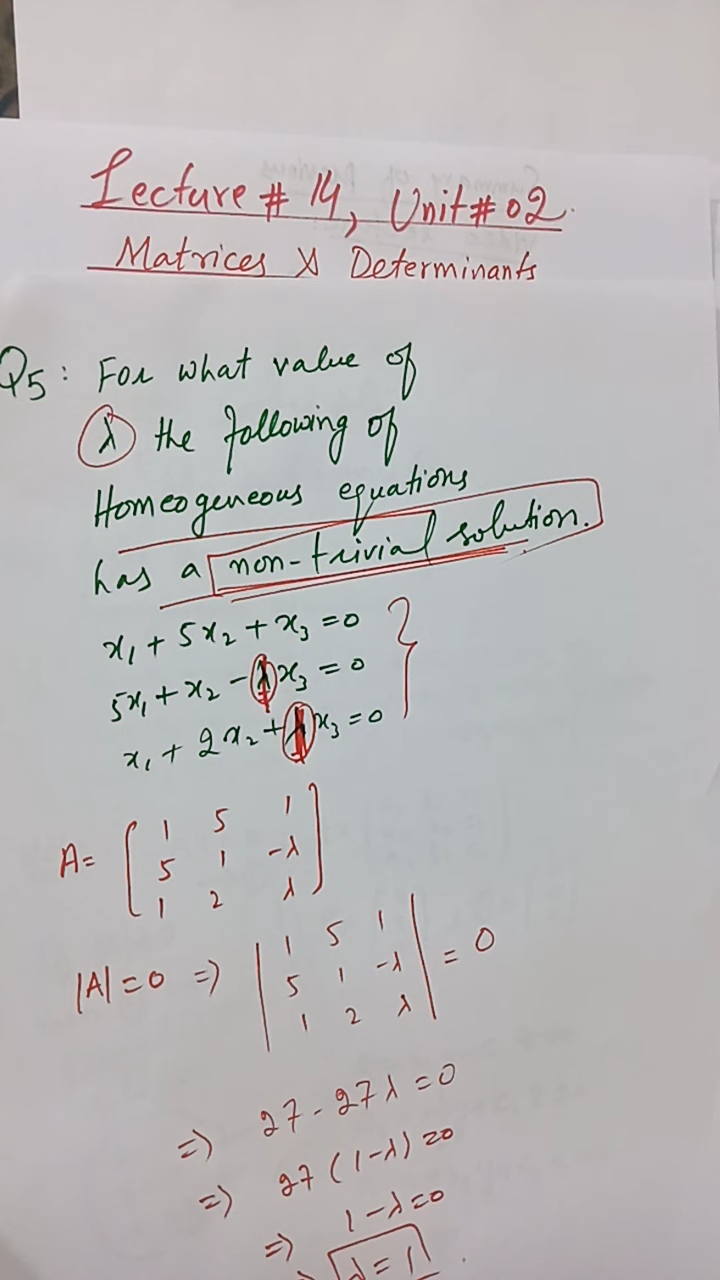 Lecture # 14, Unit # 02.
Matrices & Determinants
Q5: For what value of
λ the following of
Homeogeneous equations
has a non-trivial solution.
x₁ + 5x₂ + x₃ = 0
5x₁ + x₂ - λx₃ = 0
x₁ + 2x₂ + λx₃ = 0
A = [1 5 1
5 1 -λ
1 2 λ]
|A| = 0 => |1 5 1
5 1 -λ
1 2 λ| = 0
=> 27 - 27λ = 0
=> 27 (1-λ) = 0
=> 1-λ = 0
=> λ = 1